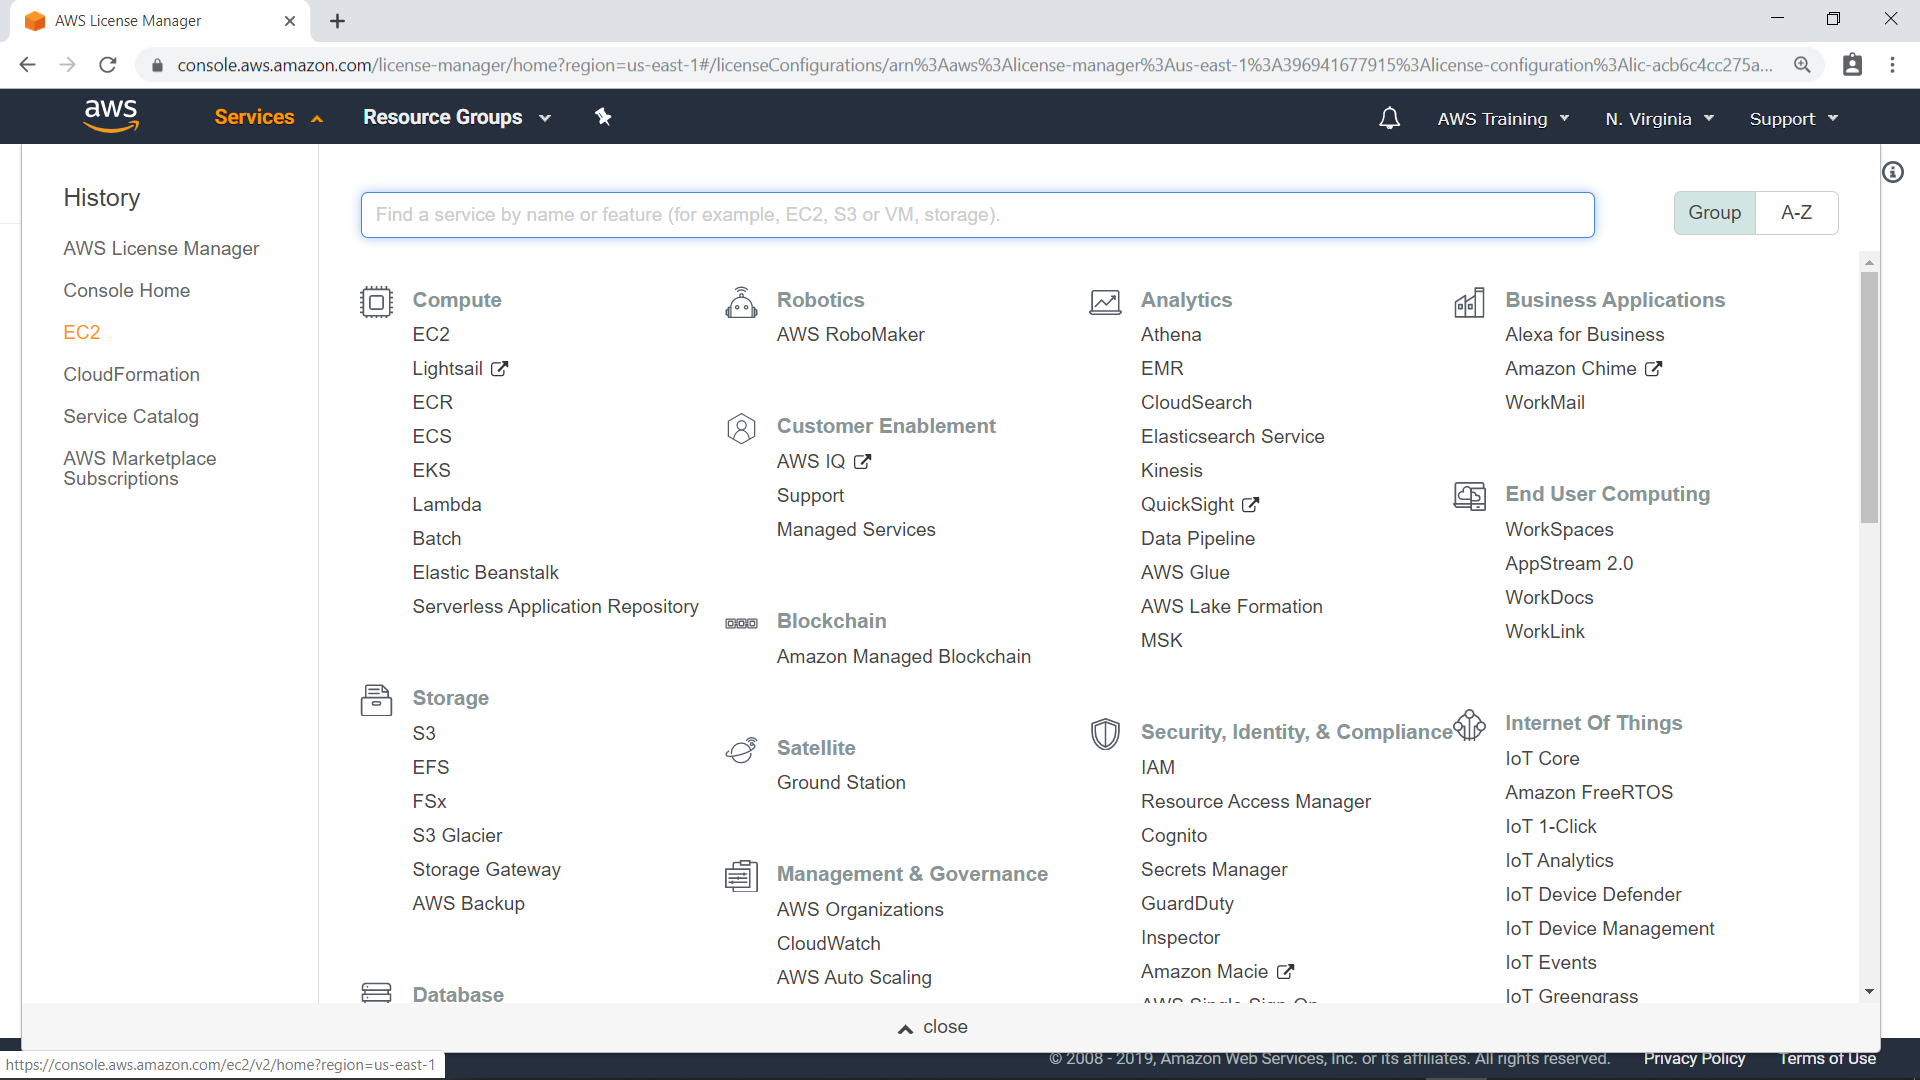 AWS License Manager
console.aws.amazon.com/license-manager/home?region=us-east-1#/licenseConfigurations/arn%3Aaws%3Alicense-manager%3Aus-east-1%3A396941677915%3Alicense-configuration%3Alic-acb6c4cc275a...
aws
Services
Resource Groups
AWS Training
N. Virginia
Support
History
AWS License Manager
Console Home
EC2
CloudFormation
Service Catalog
AWS Marketplace
Subscriptions
Find a service by name or feature (for example, EC2, S3 or VM, storage).
Group
A-Z
Compute
EC2
Lightsail
ECR
ECS
EKS
Lambda
Batch
Elastic Beanstalk
Serverless Application Repository
Storage
S3
EFS
FSx
S3 Glacier
Storage Gateway
AWS Backup
Database
Robotics
AWS RoboMaker
Customer Enablement
AWS IQ
Support
Managed Services
Blockchain
Amazon Managed Blockchain
Satellite
Ground Station
Management & Governance
AWS Organizations
CloudWatch
AWS Auto Scaling
Analytics
Athena
EMR
CloudSearch
Elasticsearch Service
Kinesis
QuickSight
Data Pipeline
AWS Glue
AWS Lake Formation
MSK
Security, Identity, & Compliance
IAM
Resource Access Manager
Cognito
Secrets Manager
GuardDuty
Inspector
Amazon Macie
AWS Single Sign-On
Business Applications
Alexa for Business
Amazon Chime
WorkMail
End User Computing
WorkSpaces
AppStream 2.0
WorkDocs
WorkLink
Internet Of Things
IoT Core
Amazon FreeRTOS
IoT 1-Click
IoT Analytics
IoT Device Defender
IoT Device Management
IoT Events
IoT Greengrass
close
https://console.aws.amazon.com/ec2/v2/home?region=us-east-1
© 2008 - 2019, Amazon Web Services, Inc. or its affiliates. All rights reserved.
Privacy Policy
Terms of Use